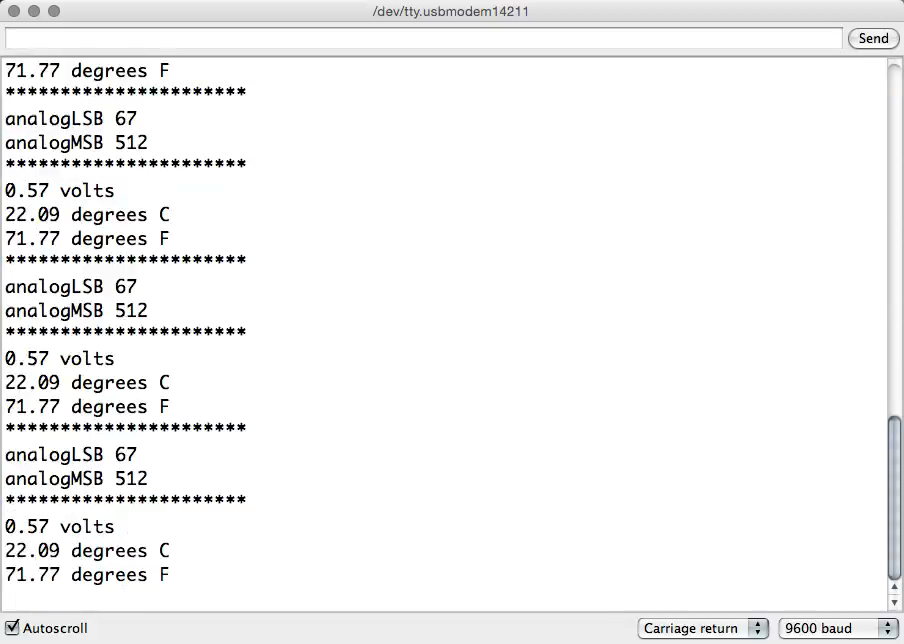 /dev/tty.usbmodem14211
Send
71.77 degrees F
**********************
analogLSB 67
analogMSB 512
**********************
0.57 volts
22.09 degrees C
71.77 degrees F
**********************
analogLSB 67
analogMSB 512
**********************
0.57 volts
22.09 degrees C
71.77 degrees F
**********************
analogLSB 67
analogMSB 512
**********************
0.57 volts
22.09 degrees C
71.77 degrees F
Autoscroll
Carriage return
9600 baud